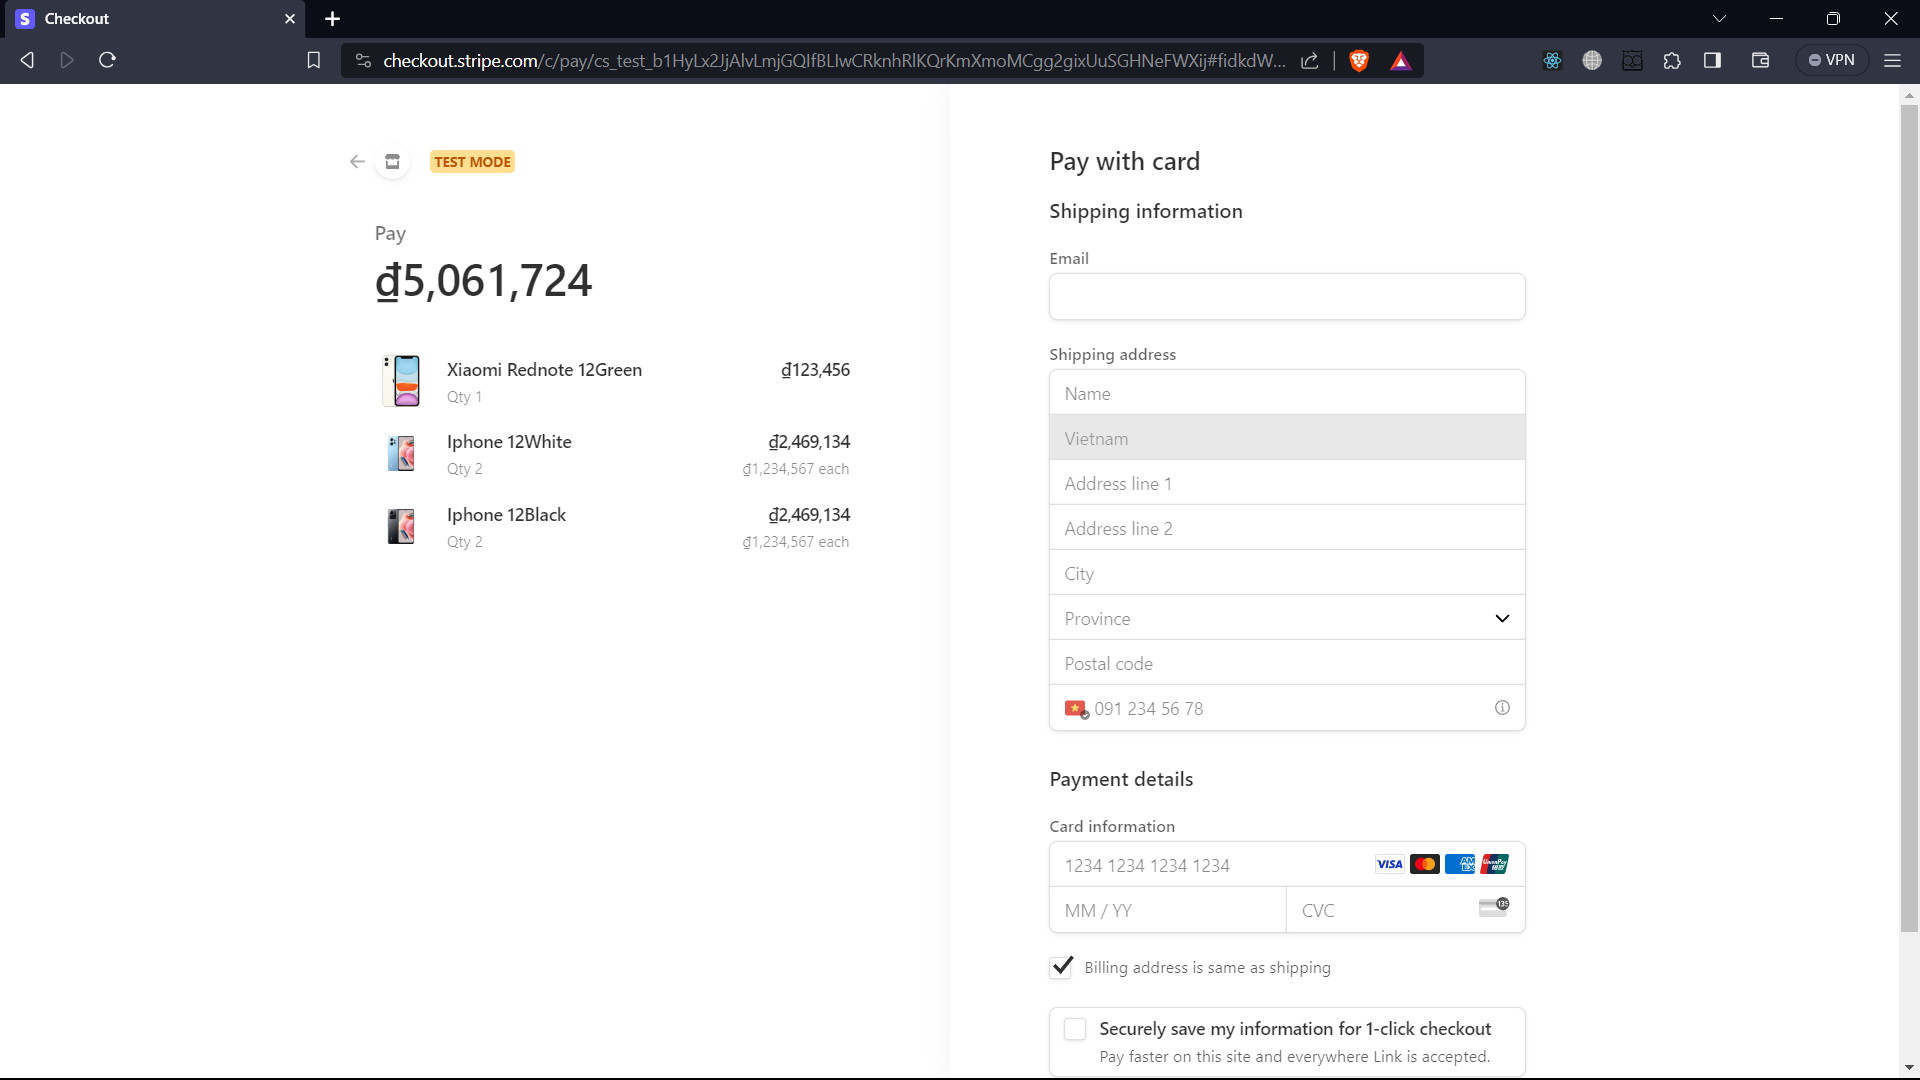 Checkout
checkout.stripe.com/c/pay/cs_test_b1HyLx2JjAlvLmjGQIfBLIwCRknhRlKQrKmXmoMCgg2gixUuSGHNeFWXij#fidkdW...
VPN
TEST MODE
Pay
₫5,061,724
Xiaomi Rednote 12Green
₫123,456
Qty 1
Iphone 12White
₫2,469,134
Qty 2
₫1,234,567 each
Iphone 12Black
₫2,469,134
Qty 2
₫1,234,567 each
Pay with card
Shipping information
Email
Shipping address
Name
Vietnam
Address line 1
Address line 2
City
Province
Postal code
091 234 56 78
Payment details
Card information
1234 1234 1234 1234
VISA
AMEX
UnionPay
MM / YY
CVC
135
Billing address is same as shipping
Securely save my information for 1-click checkout
Pay faster on this site and everywhere Link is accepted.